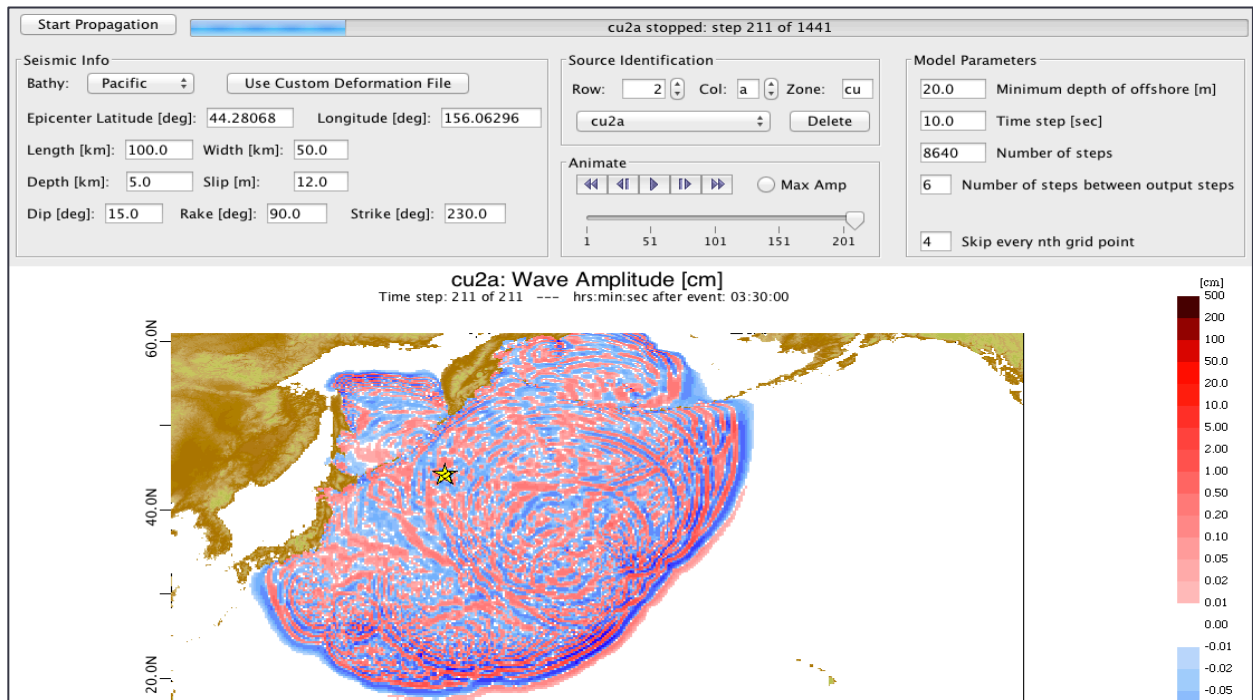 Start Propagation
cu2a stopped: step 211 of 1441
Seismic Info
Bathy: Pacific Use Custom Deformation File
Epicenter Latitude [deg]: 44.28068 Longitude [deg]: 156.06296
Length [km]: 100.0 Width [km]: 50.0
Depth [km]: 5.0 Slip [m]: 12.0
Dip [deg]: 15.0 Rake [deg]: 90.0 Strike [deg]: 230.0
Source Identification
Row: 2 Col: a Zone: cu
cu2a Delete
Animate
Max Amp
1 51 101 151 201
Model Parameters
20.0 Minimum depth of offshore [m]
10.0 Time step [sec]
8640 Number of steps
6 Number of steps between output steps
4 Skip every nth grid point
cu2a: Wave Amplitude [cm]
Time step: 211 of 211 --- hrs:min:sec after event: 03:30:00
60.0N
40.0N
20.0N
[cm]
500
200
100
50.0
20.0
10.0
5.00
2.00
1.00
0.50
0.20
0.10
0.05
0.02
0.01
0.00
-0.01
-0.02
-0.05